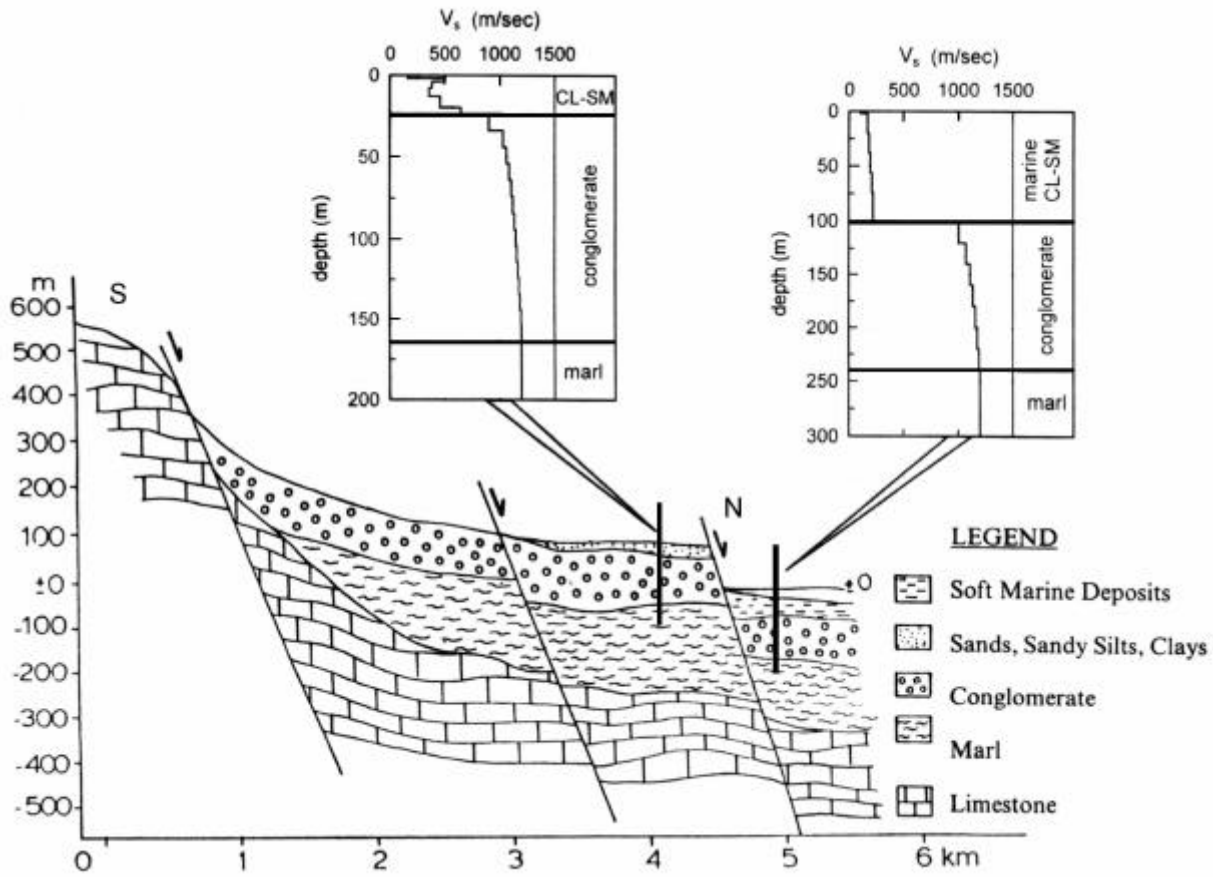 Vs (m/sec)
0 500 1000 1500
0
50
100
150
200
depth (m)
CL-SM
conglomerate
marl
Vs (m/sec)
0 500 1000 1500
0
50
100
150
200
250
300
depth (m)
marine
CL-SM
conglomerate
marl
m
S
600
500
400
300
200
100
±0
-100
-200
-300
-400
-500
N
±0
LEGEND
Soft Marine Deposits
Sands, Sandy Silts, Clays
Conglomerate
Marl
Limestone
0 1 2 3 4 5 6 km